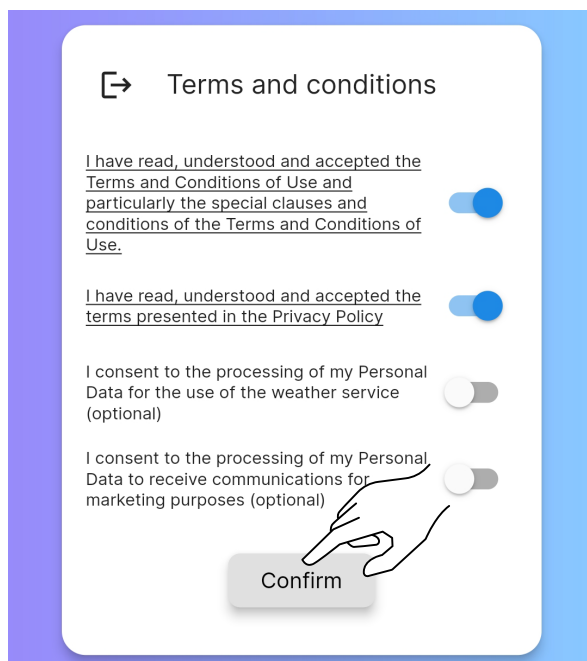 Terms and conditions
I have read, understood and accepted the
Terms and Conditions of Use and
particularly the special clauses and
conditions of the Terms and Conditions of
Use.
I have read, understood and accepted the
terms presented in the Privacy Policy
I consent to the processing of my Personal
Data for the use of the weather service
(optional)
I consent to the processing of my Personal
Data to receive communications for
marketing purposes (optional)
Confirm